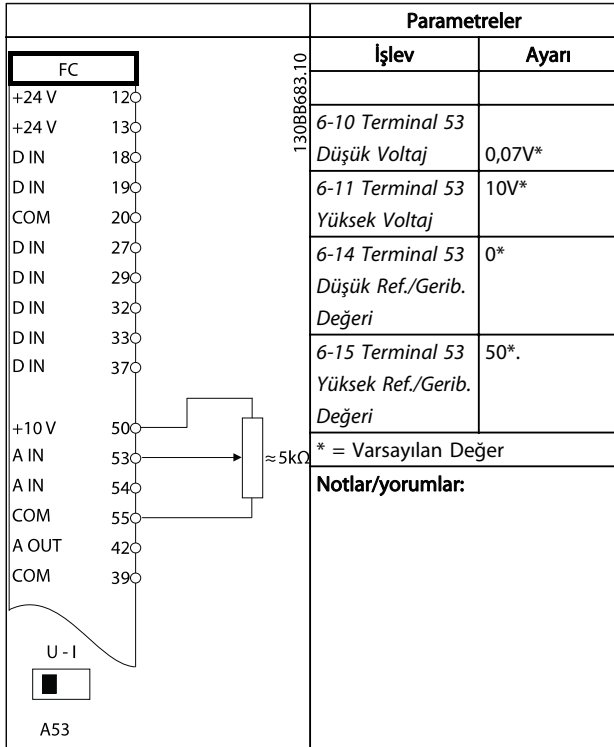 Parametreler
İşlev Ayarı
FC
130BB683.10
+24 V 12
+24 V 13
D IN 18
D IN 19
COM 20
D IN 27
D IN 29
D IN 32
D IN 33
D IN 37
+10 V 50
A IN 53
A IN 54
COM 55
A OUT 42
COM 39
≈5kΩ
U - I
A53
6-10 Terminal 53
Düşük Voltaj 0,07V*
6-11 Terminal 53 10V*
Yüksek Voltaj
6-14 Terminal 53 0*
Düşük Ref./Gerib.
Değeri
6-15 Terminal 53 50*.
Yüksek Ref./Gerib.
Değeri
* = Varsayılan Değer
Notlar/yorumlar: